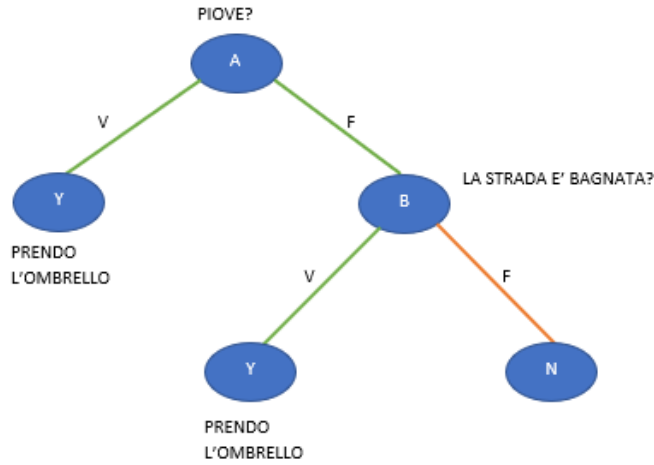 PIOVE?
A
V
F
Y
B
LA STRADA E' BAGNATA?
PRENDO
L'OMBRELLO
V
F
Y
N
PRENDO
L'OMBRELLO